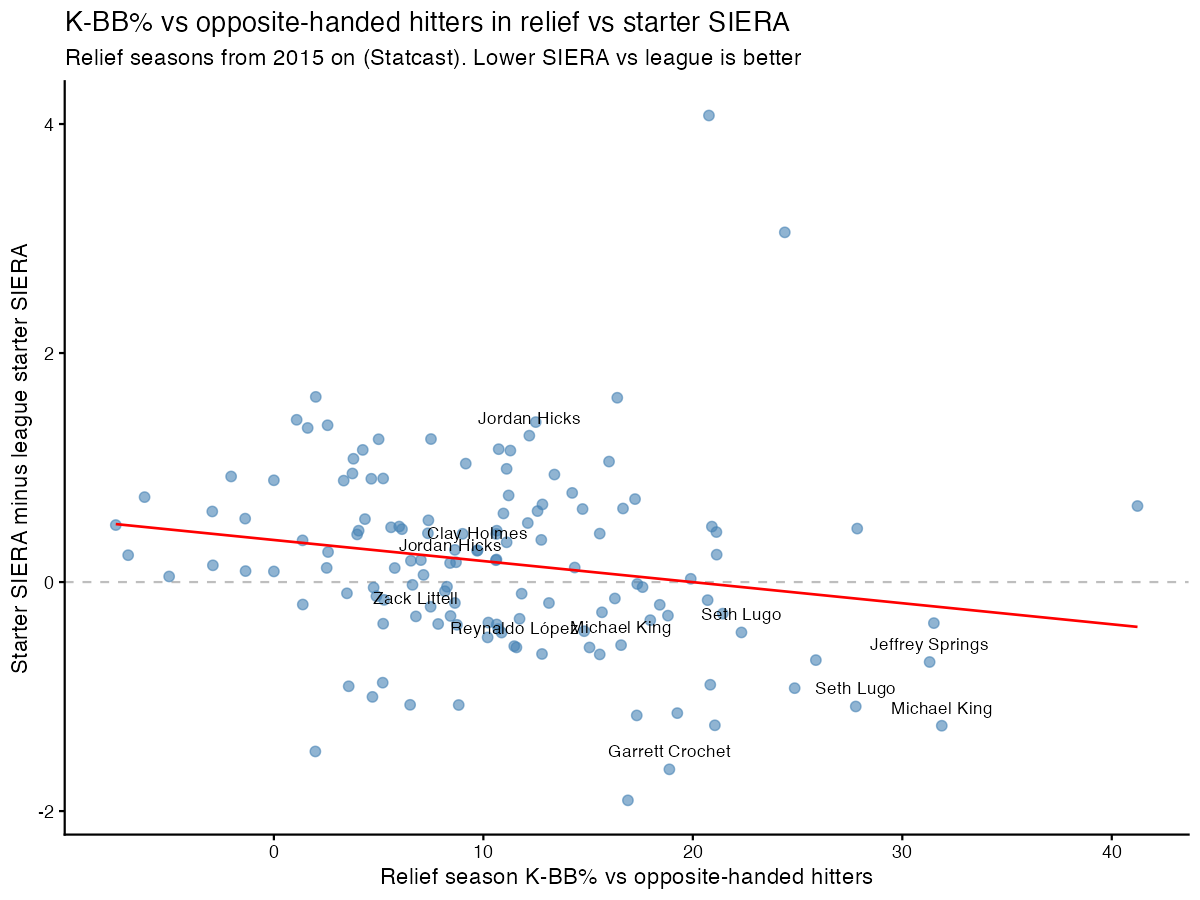 K-BB% vs opposite-handed hitters in relief vs starter SIERA
Relief seasons from 2015 on (Statcast). Lower SIERA vs league is better
Starter SIERA minus league starter SIERA
4
2
0
-2
Jordan Hicks
Clay Holmes
Jordan Hicks
Zack Littell
Reynaldo López
Michael King
Seth Lugo
Jeffrey Springs
Seth Lugo
Michael King
Garrett Crochet
0
10
20
30
40
Relief season K-BB% vs opposite-handed hitters